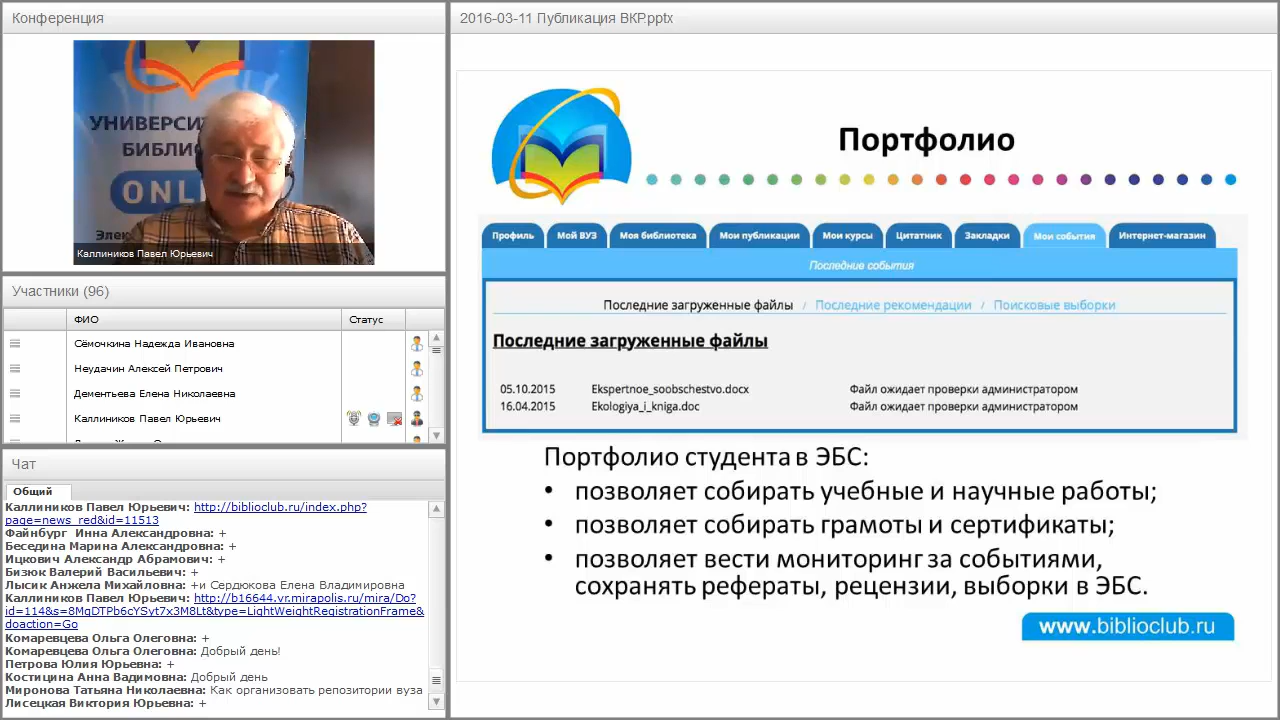 Конференция
УНИВЕРСИТ
БИБЛИО
ONL
Элек
Каллиников Павел Юрьевич
Участники (96)
ФИО Статус
Сёмочкина Надежда Ивановна
Неудачин Алексей Петрович
Дементьева Елена Николаевна
Каллиников Павел Юрьевич
Чат
Общий
Каллиников Павел Юрьевич: http://biblioclub.ru/index.php?
page=news_red&id=11513
Файнбург Инна Александровна: +
Беседина Марина Александровна: +
Ицкович Александр Абрамович: +
Бизюк Валерий Васильевич: +
Лысик Анжела Михайловна: +и Сердюкова Елена Владимировна
Каллиников Павел Юрьевич: http://b16644.vr.mirapolis.ru/mira/Do?
id=114&s=8MgDTPb6cYSyt7x3M8Lt&type=LightWeightRegistrationFrame&
doaction=Go
Комаревцева Ольга Олеговна: +
Комаревцева Ольга Олеговна: Добрый день!
Петрова Юлия Юрьевна: +
Костицина Анна Вадимовна: Добрый день
Миронова Татьяна Николаевна: Как организовать репозитории вуза
Лисецкая Виктория Юрьевна: +
2016-03-11 Публикация ВКР.pptx
Портфолио
Профиль Мой ВУЗ Моя библиотека Мои публикации Мои курсы Цитатник Закладки Мои события Интернет-магазин
Последние события
Последние загруженные файлы / Последние рекомендации / Поисковые выборки
Последние загруженные файлы
05.10.2015 Ekspertnoe_soobschestvo.docx Файл ожидает проверки администратором
16.04.2015 Ekologiya_i_kniga.doc Файл ожидает проверки администратором
Портфолио студента в ЭБС:
• позволяет собирать учебные и научные работы;
• позволяет собирать грамоты и сертификаты;
• позволяет вести мониторинг за событиями,
сохранять рефераты, рецензии, выборки в ЭБС.
www.biblioclub.ru